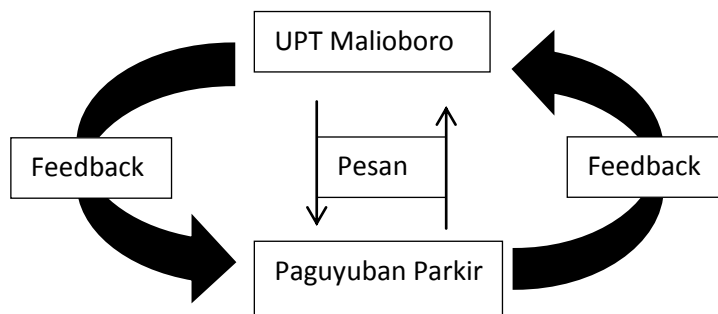 UPT Malioboro
Feedback
Pesan
Feedback
Paguyuban Parkir